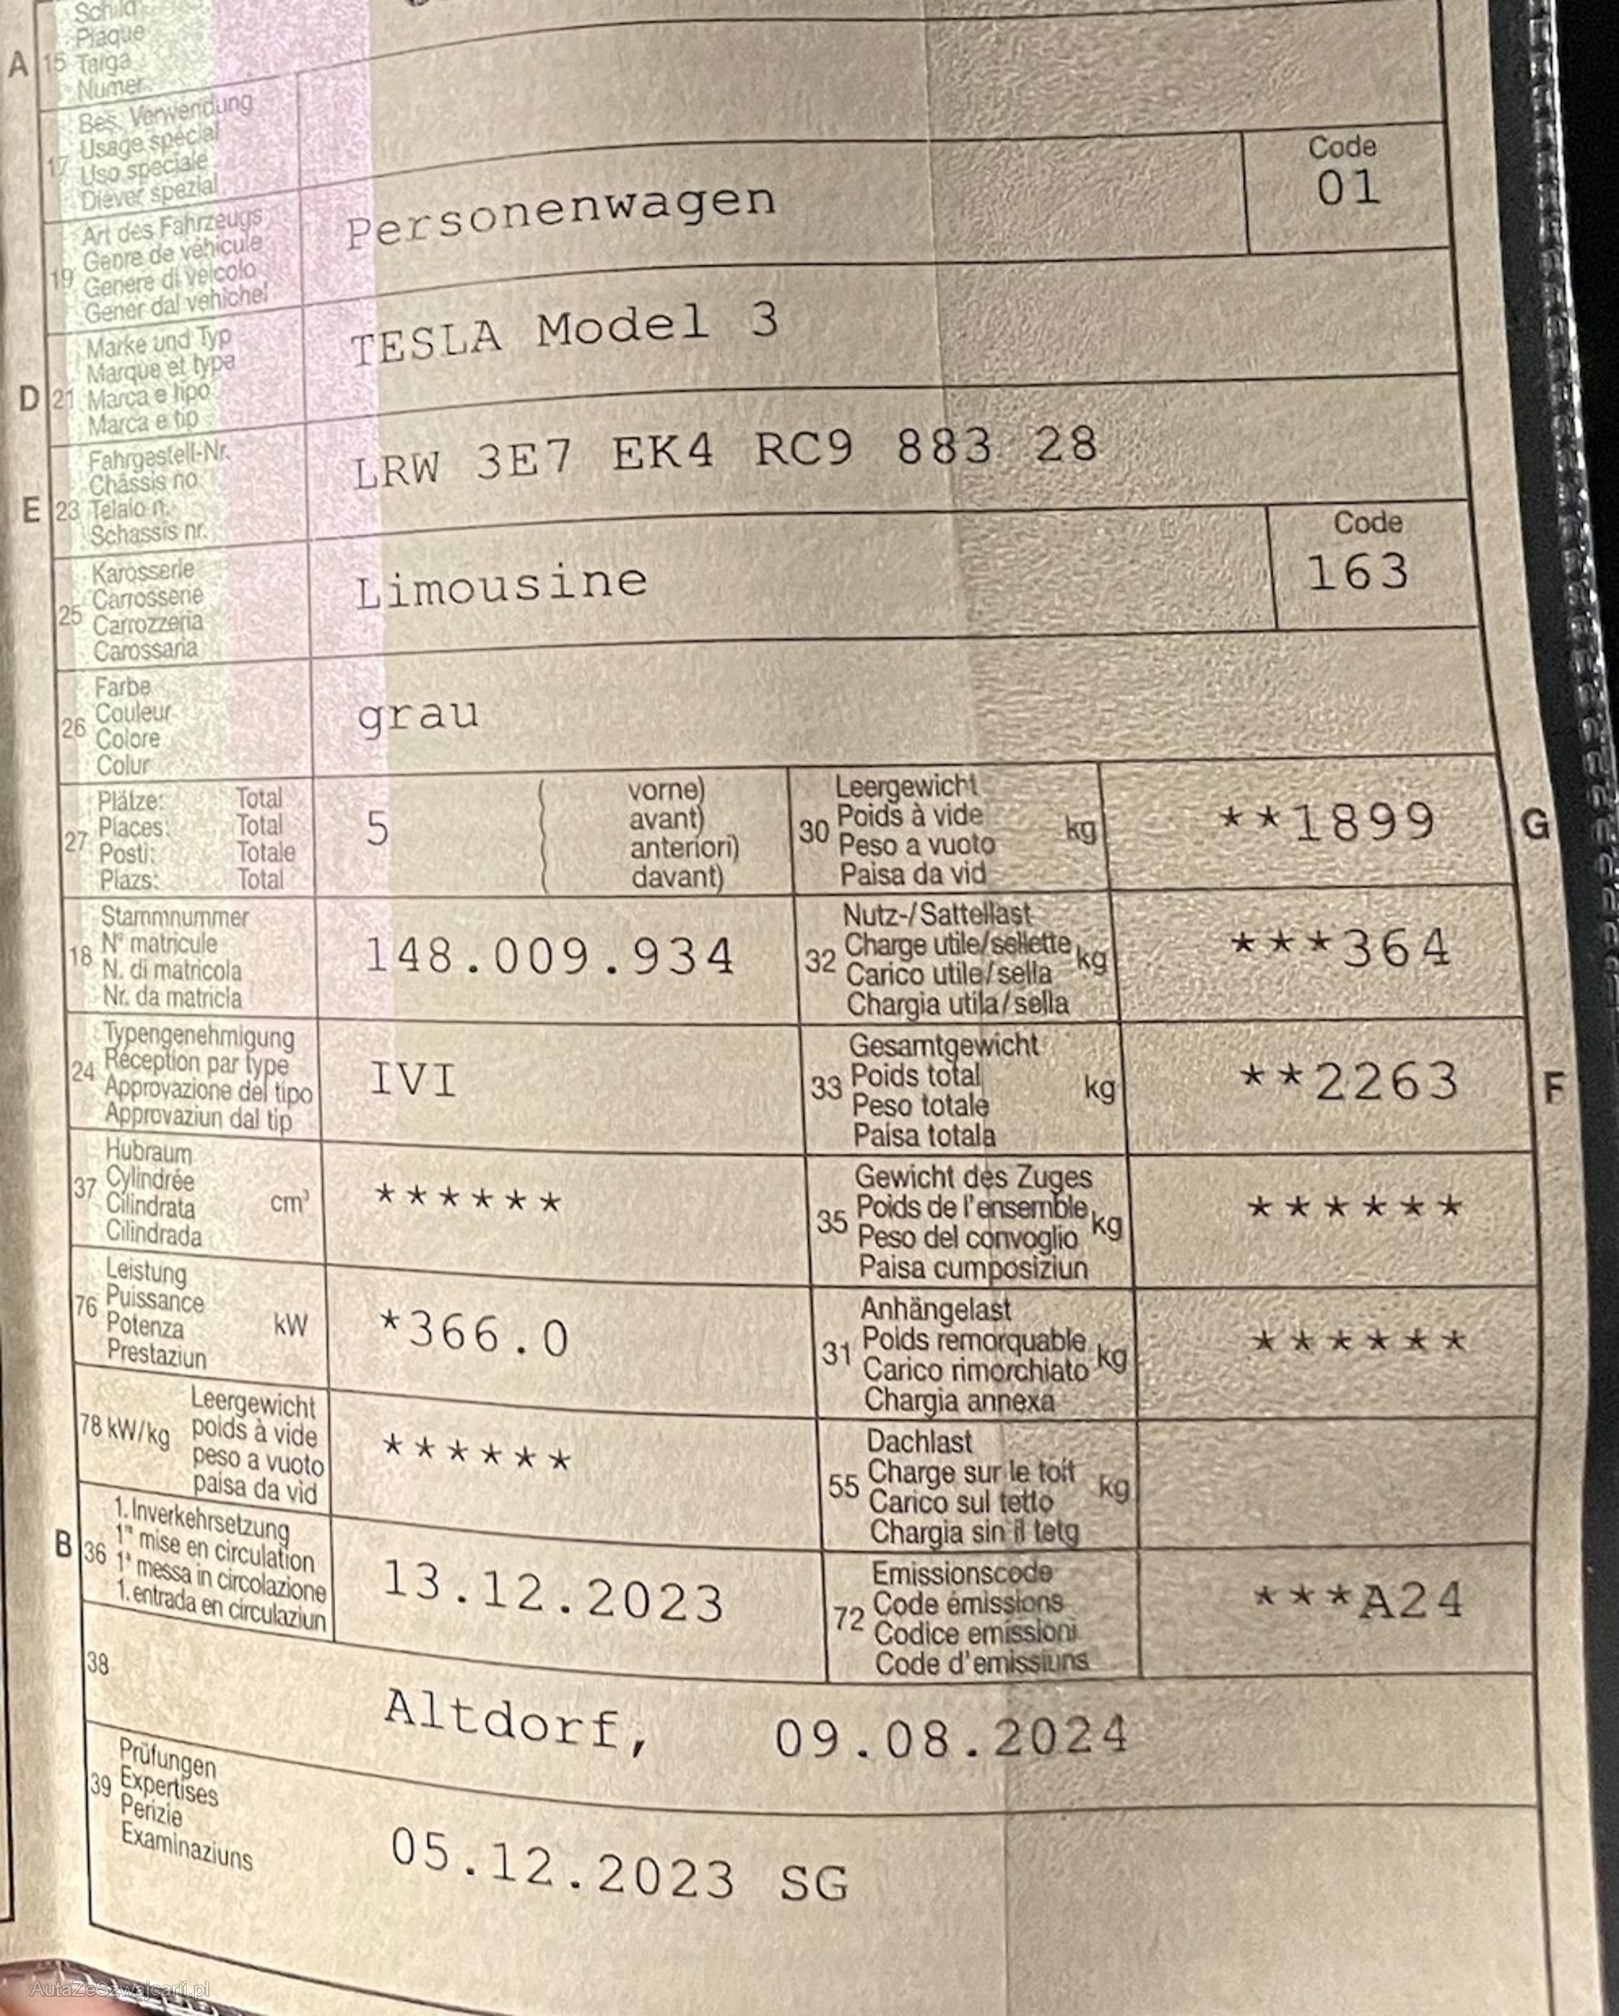 Schild
Plaque
A 15 Targa
Numer
Bes. Verwendung
Usage spécial
17 Uso speciale
Diever spezial
Art des Fahrzeugs
Genre de véhicule
19 Genere di veicolo
Gener dal vehichel
Personenwagen
Code
01
Marke und Typ
Marque et type
D 21 Marca e tipo
Marca e tip
TESLA Model 3
Fahrgestell-Nr.
Châssis no
E 23 Telaio n.
Schassis nr.
LRW 3E7 EK4 RC9 883 28
Karosserie
Carrosserie
25 Carrozzeria
Carossaria
Limousine
Code
163
Farbe
Couleur
26 Colore
Colur
grau
Plätze: Total
Places: Total
27 Posti: Totale
Plazs: Total
5
( vorne)
( avant)
( anteriori)
( davant)
Leergewicht
30 Poids à vide kg
Peso a vuoto
Paisa da vid
**1899 G
Stammnummer
18 N° matricule
N. di matricola
Nr. da matricla
148.009.934
Nutz-/Sattellast
32 Charge utile/sellette kg
Carico utile/sella
Chargia utila/sella
***364
Typengenehmigung
24 Réception par type
Approvazione del tipo
Approvaziun dal tip
IVI
Gesamtgewicht
33 Poids total kg
Peso totale
Paisa totala
**2263 F
Hubraum
37 Cylindrée
Cilindrata cm³
Cilindrada
******
Gewicht des Zuges
35 Poids de l'ensemble kg
Peso del convoglio
Paisa cumposiziun
******
Leistung
76 Puissance
Potenza kW
Prestaziun
*366.0
Anhängelast
31 Poids remorquable kg
Carico rimorchiato
Chargia annexa
******
Leergewicht
78 kW/kg poids à vide
peso a vuoto
paisa da vid
******
Dachlast
55 Charge sur le toit kg
Carico sul tetto
Chargia sin il tetg
1. Inverkehrsetzung
B 36 1re mise en circulation
1a messa in circolazione
1. entrada en circulaziun
13.12.2023
Emissionscode
72 Code émissions
Codice emissioni
Code d'emissiuns
***A24
38
Altdorf, 09.08.2024
Prüfungen
39 Expertises
Perizie
Examinaziuns
05.12.2023 SG
AutaZeSzwajcarii.pl